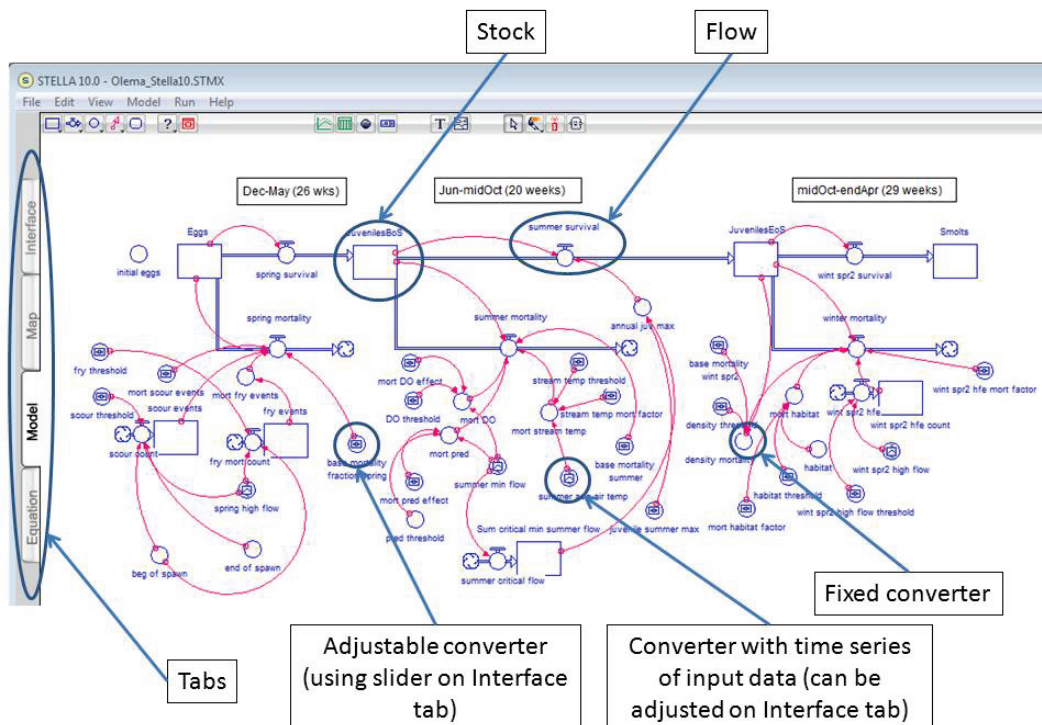 Stock
Flow
STELLA 10.0 - Olema_Stella10.STMX
File Edit View Model Run Help
Dec-May (26 wks)
Jun-midOct (20 weeks)
midOct-endApr (29 weeks)
Interface
Map
Model
Equation
Eggs
JuvenilesBoS
summer survival
JuvenilesEoS
Smolts
initial eggs
spring survival
wint spr2 survival
spring mortality
summer mortality
annual juv max
winter mortality
fry threshold
mort scour events
mort fry events
scour threshold
scour events
fry events
scour count
fry mort count
base mortality
fraction spring
spring high flow
beg of spawn
end of spawn
mort DO effect
DO threshold
mort DO
mort pred
mort pred effect
pred threshold
summer min flow
stream temp threshold
stream temp mort factor
mort stream temp
base mortality
summer
air temp
Sum critical min summer flow
juvenile summer max
summer critical flow
base mortality
wint spr2
density threshold
density mortality
mort habitat
habitat
habitat threshold
mort habitat factor
wint spr2 hfe
wint spr2 hfe count
wint spr2 hfe mort factor
wint spr2 high flow
wint spr2 high flow threshold
Tabs
Adjustable converter
(using slider on Interface
tab)
Converter with time series
of input data (can be
adjusted on Interface tab)
Fixed converter